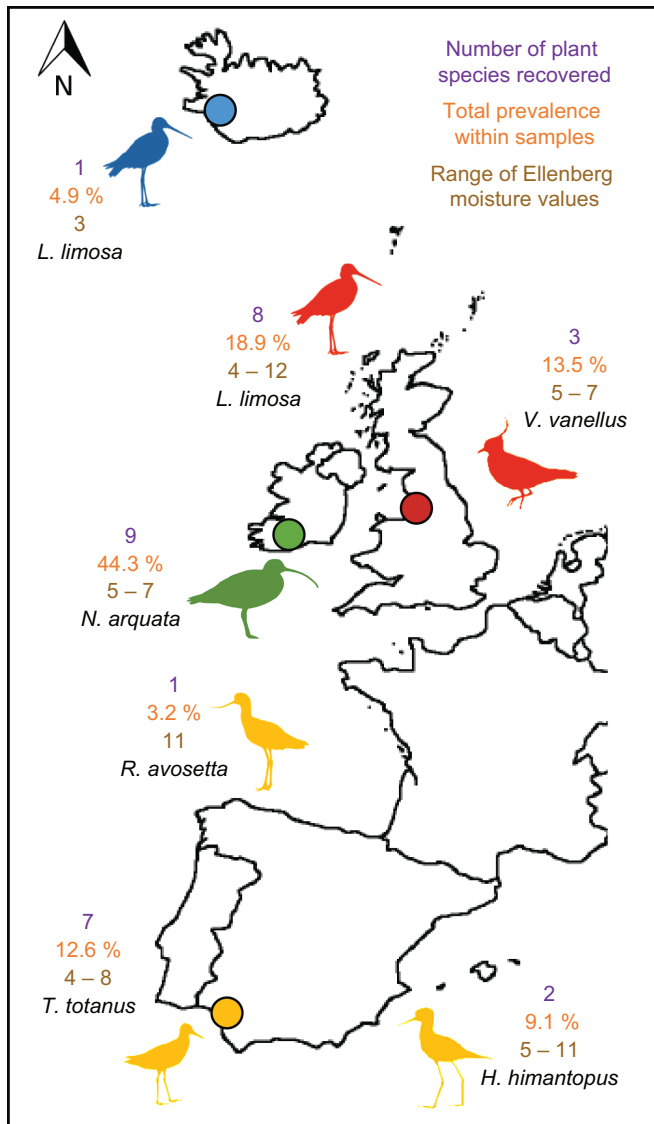 N
Number of plant
species recovered
Total prevalence
within samples
Range of Ellenberg
moisture values
1
4.9 %
3
L. limosa
8
18.9 %
4 – 12
L. limosa
3
13.5 %
5 – 7
V. vanellus
9
44.3 %
5 – 7
N. arquata
1
3.2 %
11
R. avosetta
7
12.6 %
4 – 8
T. totanus
2
9.1 %
5 – 11
H. himantopus